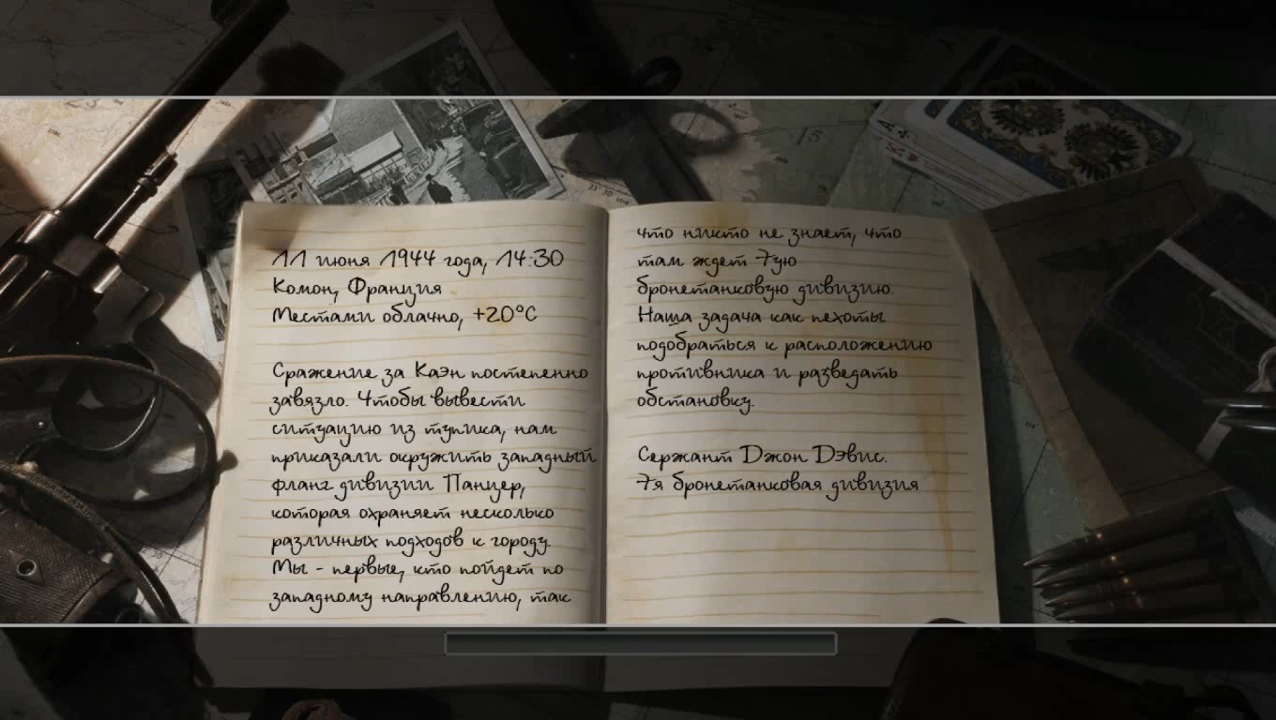 11 июня 1944 года, 14:30
Комон, Франция
Местами облачно, +20°C
Сражение за Каэн постепенно
завязло. Чтобы вывести
ситуацию из тупика, нам
приказали окружить западный
фланг дивизии Панцер,
которая охраняет несколько
различных подходов к городу.
Мы - первые, кто пойдет по
западному направлению, так
что никто не знает, что
там ждет 7ую
бронетанковую дивизию.
Наша задача как пехоты
подобраться к расположению
противника и разведать
обстановку.
Сержант Джон Дэвис.
7я бронетанковая дивизия